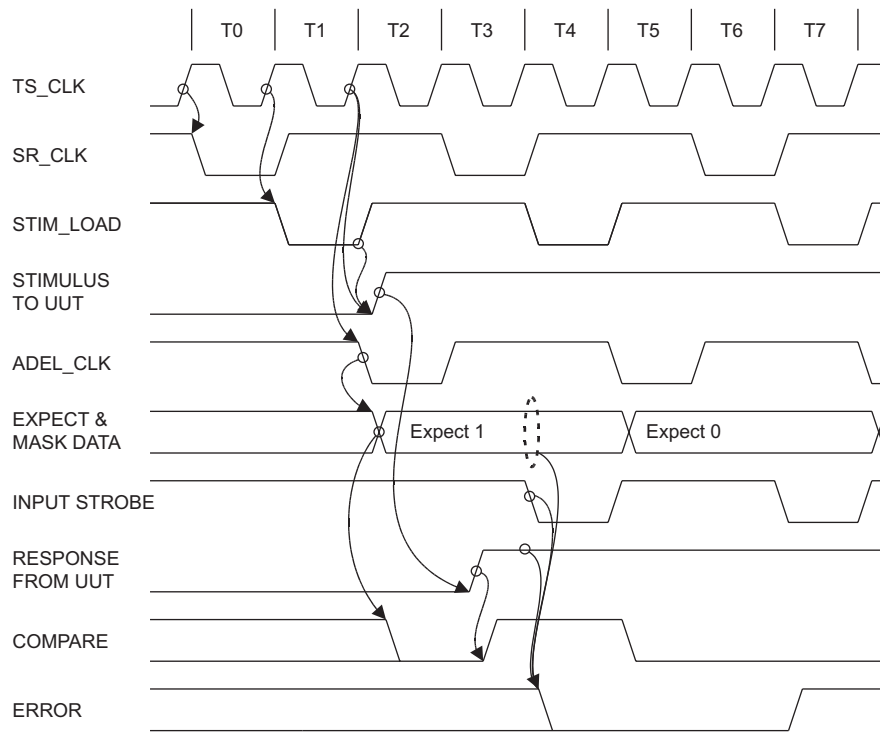 T0 T1 T2 T3 T4 T5 T6 T7
TS_CLK
SR_CLK
STIM_LOAD
STIMULUS
TO UUT
ADEL_CLK
EXPECT &
MASK DATA
Expect 1 Expect 0
INPUT STROBE
RESPONSE
FROM UUT
COMPARE
ERROR